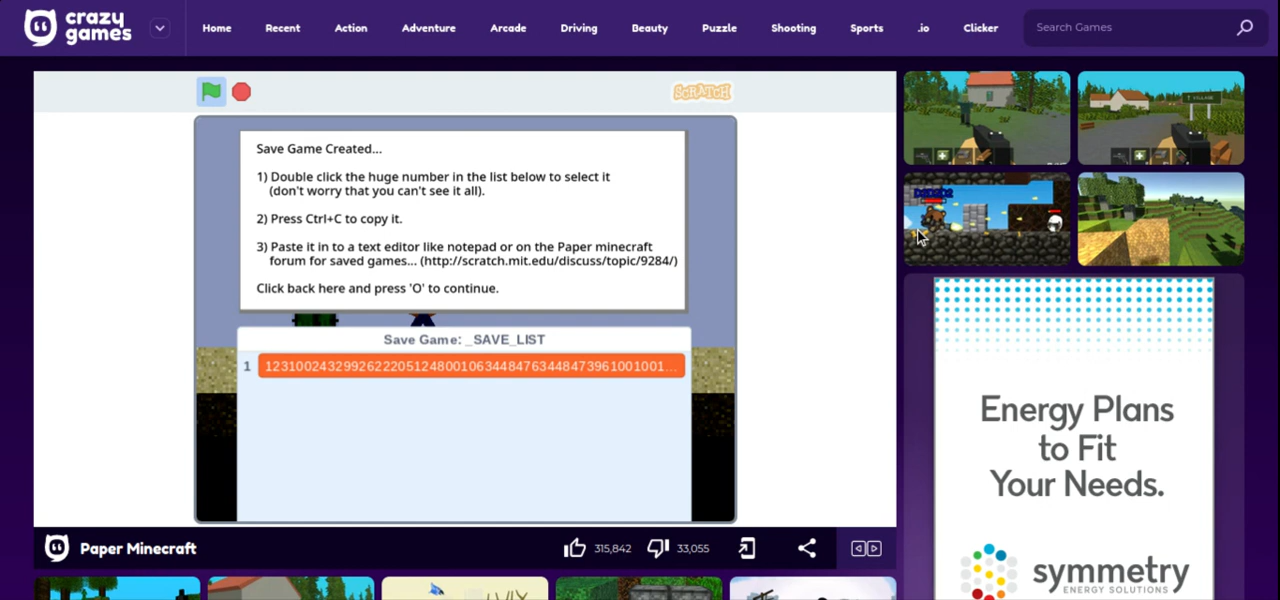 crazy games
Home Recent Action Adventure Arcade Driving Beauty Puzzle Shooting Sports .io Clicker
Search Games
SCRATCH
Save Game Created...
1) Double click the huge number in the list below to select it
(don't worry that you can't see it all).
2) Press Ctrl+C to copy it.
3) Paste it in to a text editor like notepad or on the Paper minecraft
forum for saved games... (http://scratch.mit.edu/discuss/topic/9284/)
Click back here and press 'O' to continue.
Save Game: _SAVE_LIST
1 1231002432992622205124800106344847634484739610010​01...
Paper Minecraft
315,842
33,055
VILLAGE
Energy Plans
to Fit
Your Needs.
symmetry
ENERGY SOLUTIONS